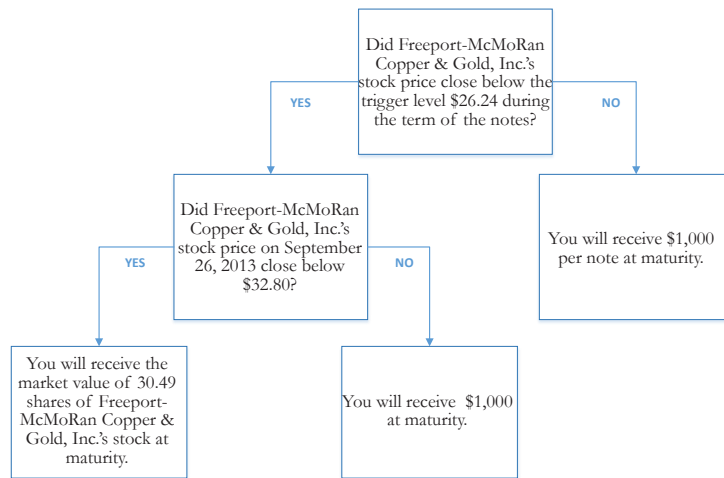 Did Freeport-McMoRan
Copper & Gold, Inc.'s
stock price close below the
trigger level $26.24 during
the term of the notes?
YES
NO
Did Freeport-McMoRan
Copper & Gold, Inc.'s
stock price on September
26, 2013 close below
$32.80?
You will receive $1,000
per note at maturity.
YES
NO
You will receive the
market value of 30.49
shares of Freeport-
McMoRan Copper &
Gold, Inc.'s stock at
maturity.
You will receive $1,000
at maturity.